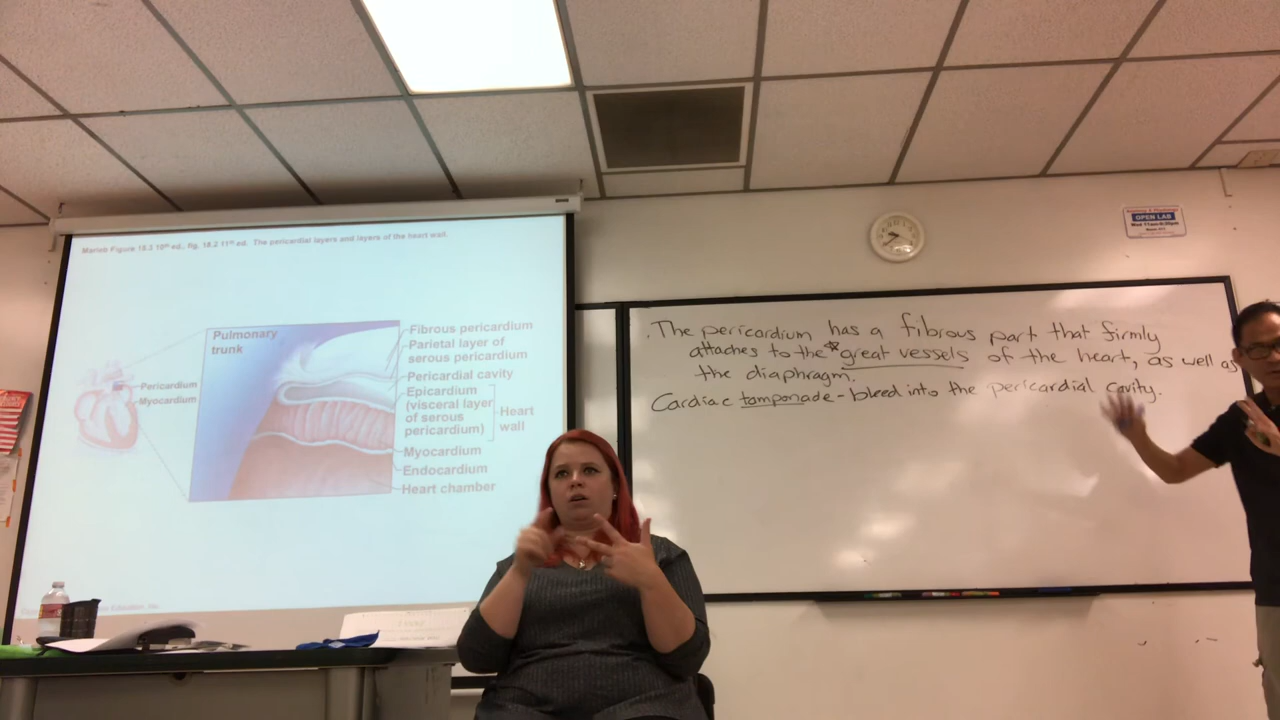 Marieb Figure 18.3 10th ed., fig. 18.2 11th ed. The pericardial layers and layers of the heart wall.
Pulmonary
trunk
Pericardium
Myocardium
Fibrous pericardium
Parietal layer of
serous pericardium
Pericardial cavity
Epicardium
(visceral layer
of serous
pericardium)
Heart
wall
Myocardium
Endocardium
Heart chamber
The pericardium has a fibrous part that firmly
attaches to the *great vessels of the heart, as well as
the diaphragm.
Cardiac tamponade - bleed into the pericardial cavity.
OPEN LAB